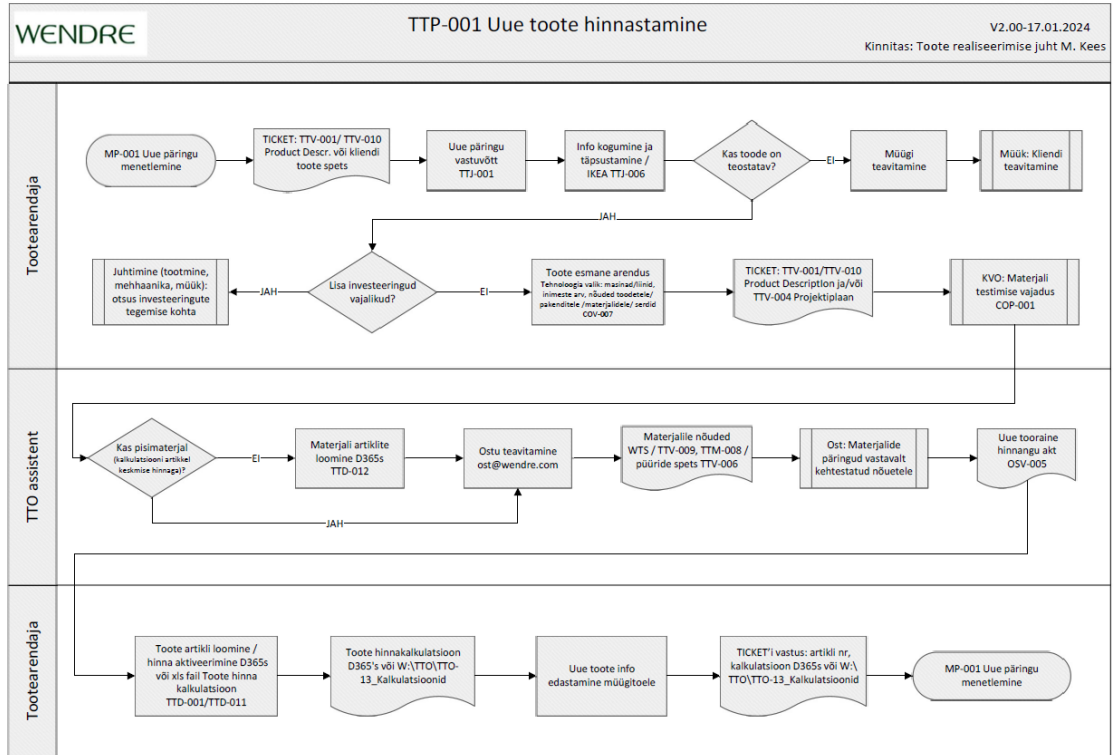 WENDRE
TTP-001 Uue toote hinnastamine
V2.00-17.01.2024
Kinnitas: Toote realiseerimise juht M. Kees
Tootearendaja
MP-001 Uue päringu
menetlemine
TICKET: TTV-001/ TTV-010
Product Descr. või kliendi
toote spets
Uue päringu
vastuvõtt
TTJ-001
Info kogumine ja
täpsustamine /
IKEA TTJ-006
Kas toode on
teostatav?
EI
Müügi
teavitamine
Müük: Kliendi
teavitamine
JAH
Juhtimine (tootmine,
mehhaanika, müük):
otsus investeeringute
tegemise kohta
JAH
Lisa investeeringud
vajalikud?
EI
Toote esmane arendus
Tehnoloogia valik: masinad/liinid,
inimeste arv, nõuded toodetele/
pakenditele /materjalidele/ serdid
COV-007
TICKET: TTV-001/TTV-010
Product Description ja/või
TTV-004 Projektiplaan
KVO: Materjali
testimise vajadus
COP-001
TTO assistent
Kas pisimaterjal
(kalkulatsiooni artikkel
keskmise hinnaga)?
EI
Materjali artiklite
loomine D365s
TTD-012
Ostu teavitamine
ost@wendre.com
Materjalile nõuded
WTS / TTV-009, TTM-008 /
püüride spets TTV-006
Ost: Materjalide
päringud vastavalt
kehtestatud nõuetele
Uue tooraine
hinnangu akt
OSV-005
JAH
Tootearendaja
Toote artikli loomine /
hinna aktiveerimine D365s
või xls fail Toote hinna
kalkulatsioon
TTD-001/TTD-011
Toote hinnakalkulatsioon
D365's või W:\TTO\TTO-
13_Kalkulatsioonid
Uue toote info
edastamine müügitoele
TICKET'i vastus: artikli nr,
kalkulatsioon D365s või W:\
TTO\TTO-13_Kalkulatsioonid
MP-001 Uue päringu
menetlemine